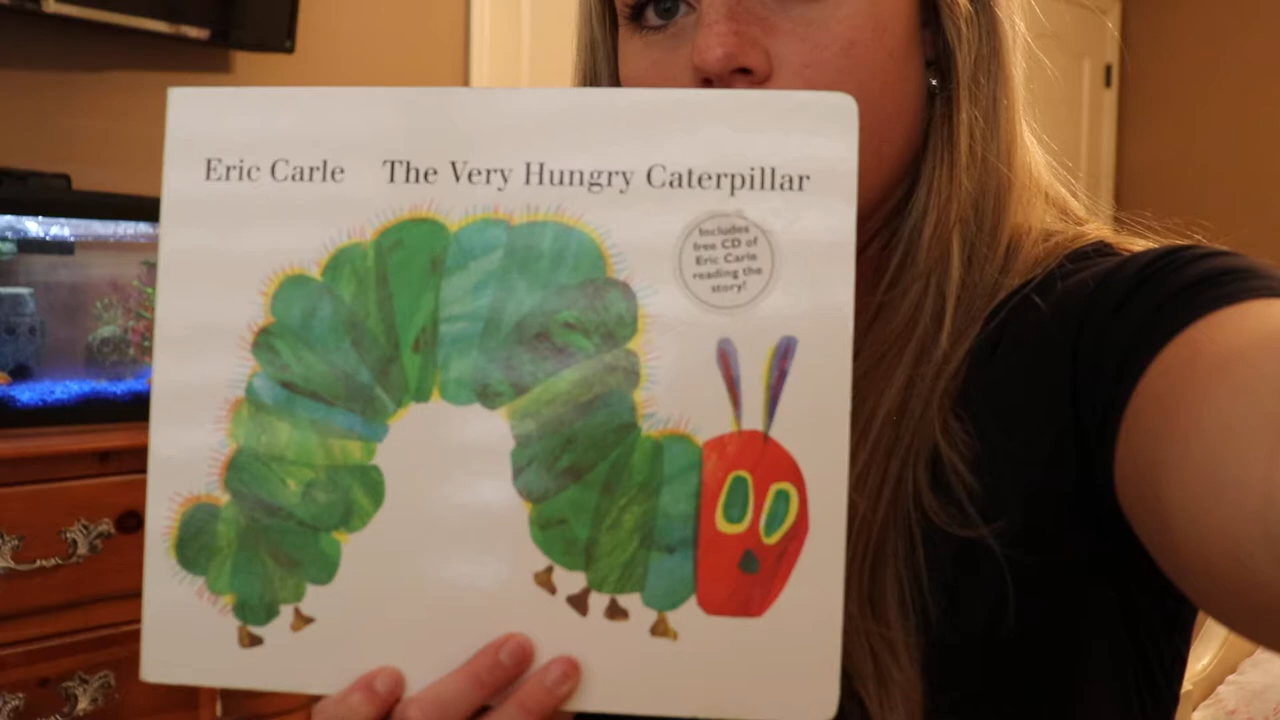 Eric Carle The Very Hungry Caterpillar
Includes
free CD of
Eric Carle
reading the
story!